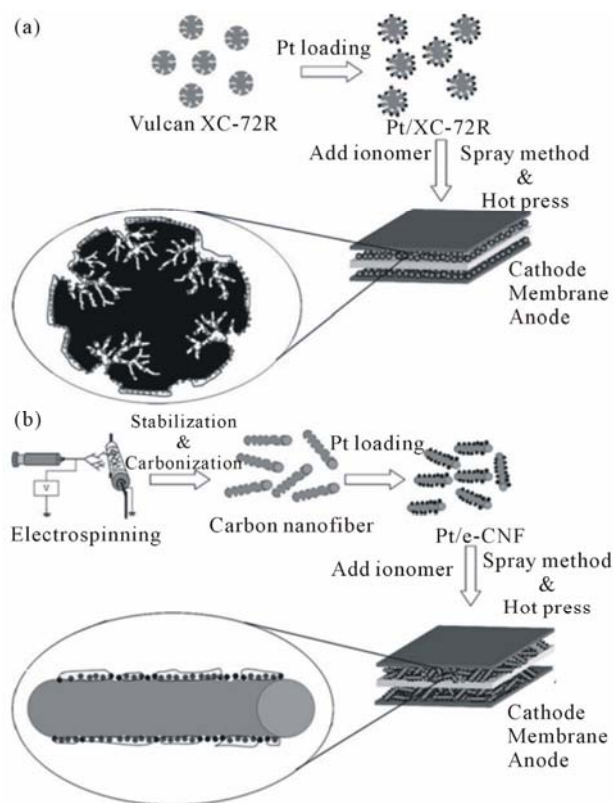 (a)
Pt loading
Vulcan XC-72R
Pt/XC-72R
Add ionomer
Spray method
&
Hot press
Cathode
Membrane
Anode
(b)
Stabilization
&
Carbonization
Pt loading
V
Electrospinning
Carbon nanofiber
Pt/e-CNF
Add ionomer
Spray method
&
Hot press
Cathode
Membrane
Anode